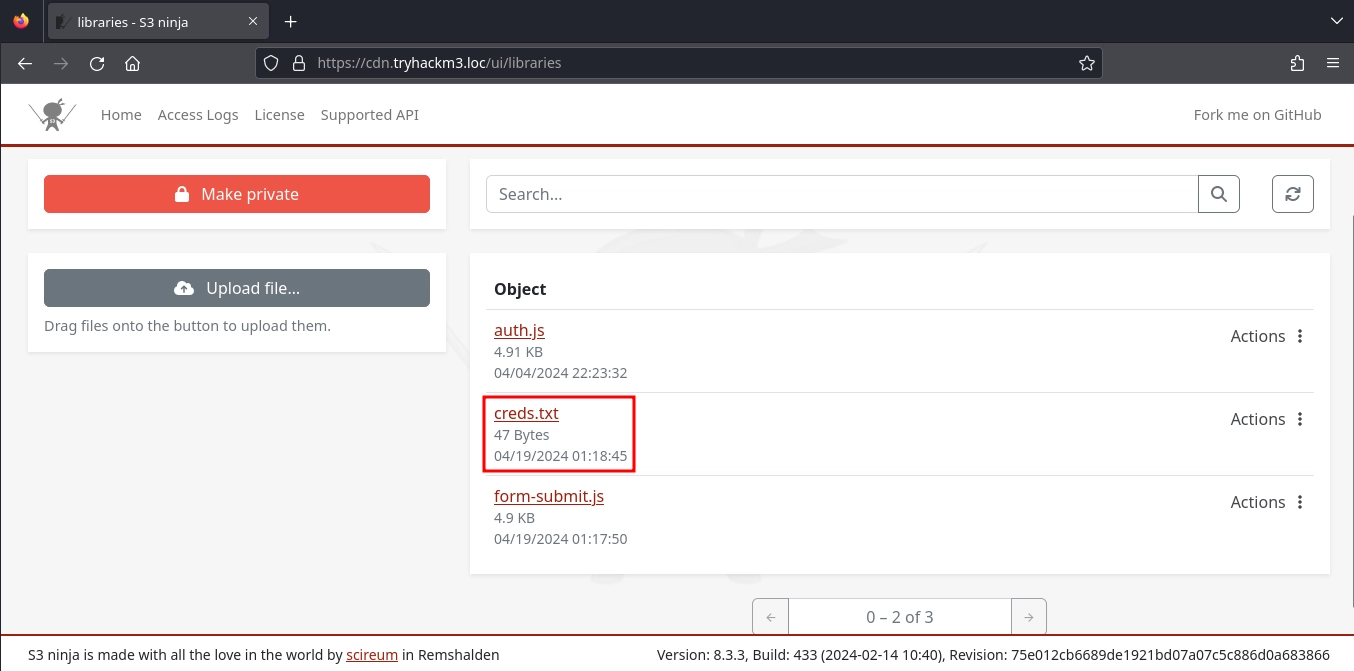 libraries - S3 ninja
https://cdn.tryhackm3.loc/ui/libraries
Home Access Logs License Supported API Fork me on GitHub
Make private
Search...
Upload file...
Drag files onto the button to upload them.
Object
auth.js
4.91 KB
04/04/2024 22:23:32
Actions
creds.txt
47 Bytes
04/19/2024 01:18:45
Actions
form-submit.js
4.9 KB
04/19/2024 01:17:50
Actions
0 – 2 of 3
S3 ninja is made with all the love in the world by scireum in Remshalden
Version: 8.3.3, Build: 433 (2024-02-14 10:40), Revision: 75e012cb6689de1921bd07a07c5c886d0a683866